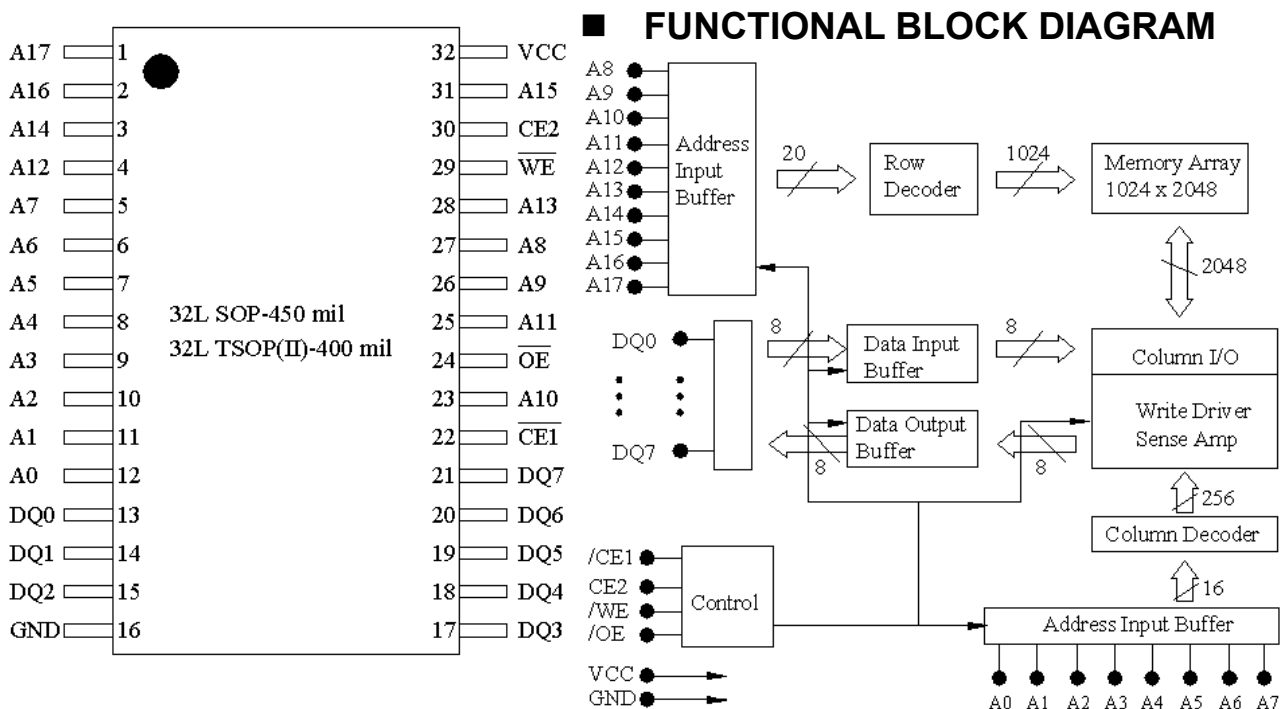 ■ FUNCTIONAL BLOCK DIAGRAM
A17 1
A16 2
A14 3
A12 4
A7 5
A6 6
A5 7
A4 8
A3 9
A2 10
A1 11
A0 12
DQ0 13
DQ1 14
DQ2 15
GND 16
32L SOP-450 mil
32L TSOP(II)-400 mil
32 VCC
31 A15
30 CE2
29 W̅E̅
28 A13
27 A8
26 A9
25 A11
24 O̅E̅
23 A10
22 C̅E̅1̅
21 DQ7
20 DQ6
19 DQ5
18 DQ4
17 DQ3
A8
A9
A10
A11
A12
A13
A14
A15
A16
A17
Address
Input
Buffer
20
Row
Decoder
1024
Memory Array
1024 x 2048
2048
DQ0
DQ7
8
Data Input
Buffer
8
Column I/O
Write Driver
Sense Amp
Data Output
Buffer
8
8
256
Column Decoder
16
Address Input Buffer
A0 A1 A2 A3 A4 A5 A6 A7
/CE1
CE2
/WE
/OE
Control
VCC
GND